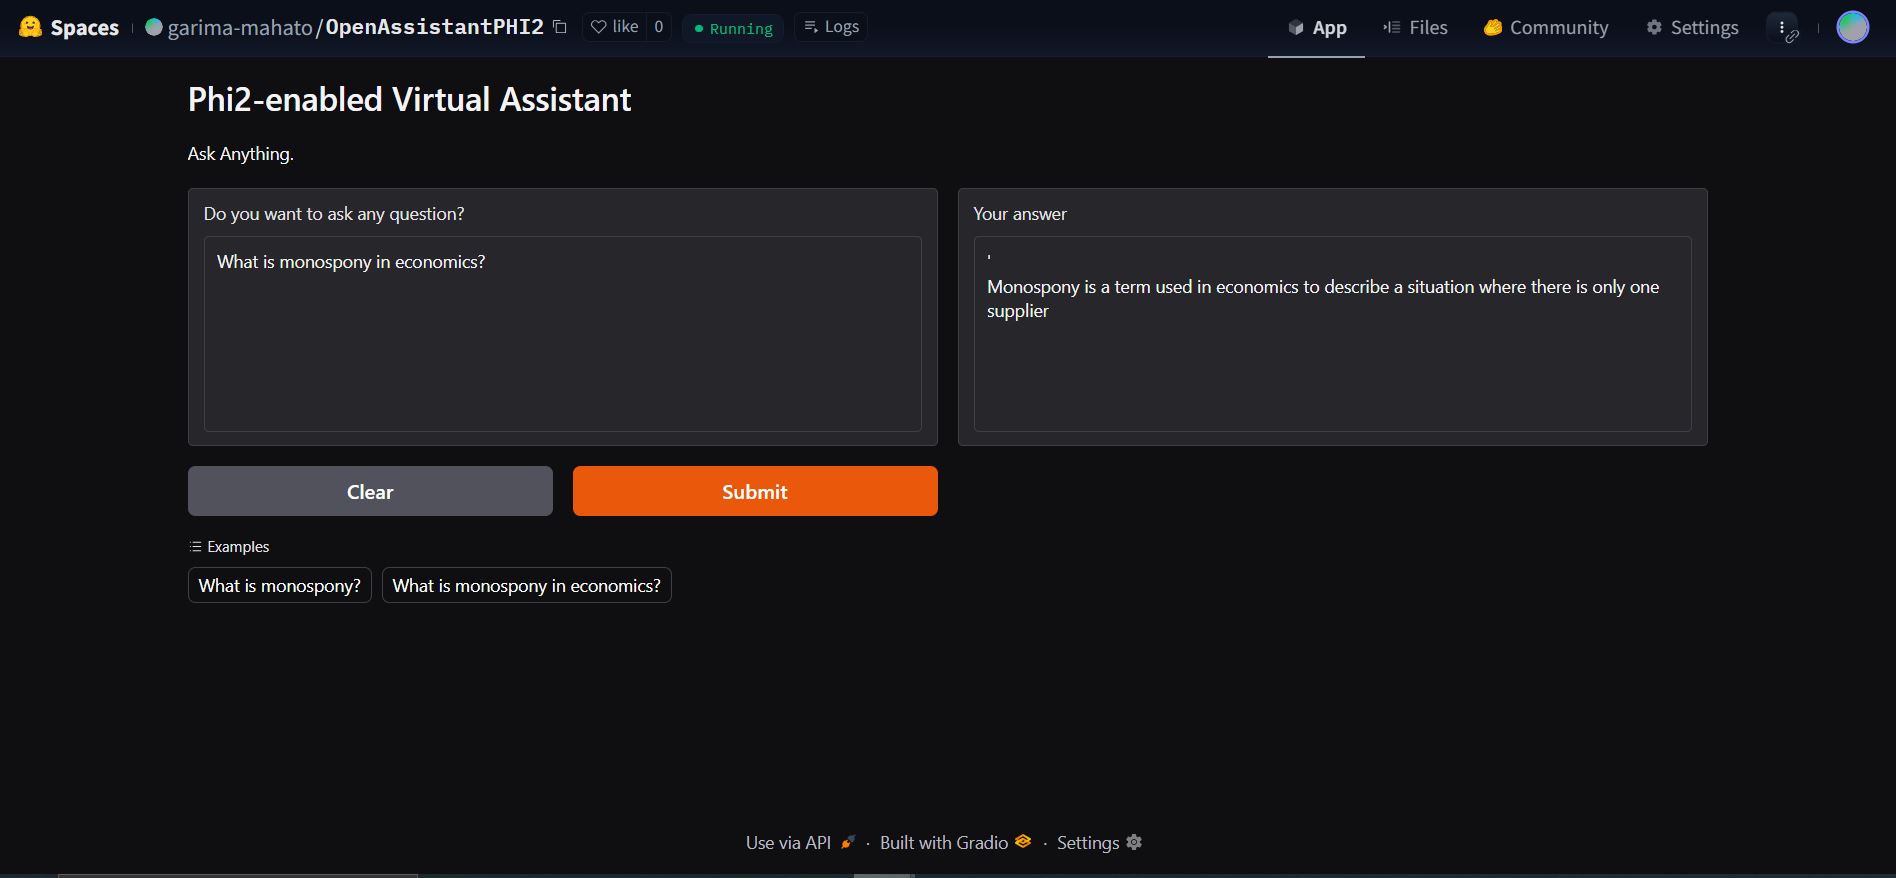 Spaces garima-mahato/OpenAssistantPHI2 like 0 Running Logs App Files Community Settings
Phi2-enabled Virtual Assistant
Ask Anything.
Do you want to ask any question?
What is monospony in economics?
Your answer
'
Monospony is a term used in economics to describe a situation where there is only one
supplier
Clear Submit
Examples
What is monospony? What is monospony in economics?
Use via API · Built with Gradio · Settings